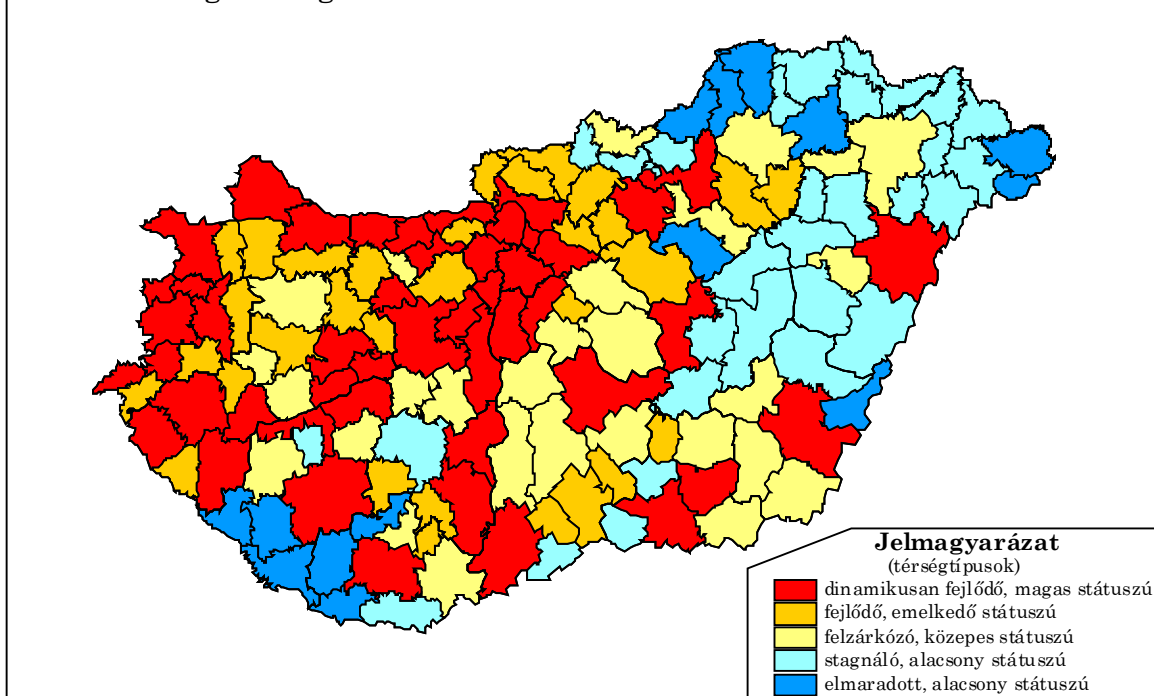 Jelmagyarázat
(térségtípusok)
dinamikusan fejlődő, magas státuszú
fejlődő, emelkedő státuszú
felzárkózó, közepes státuszú
stagnáló, alacsony státuszú
elmaradott, alacsony státuszú